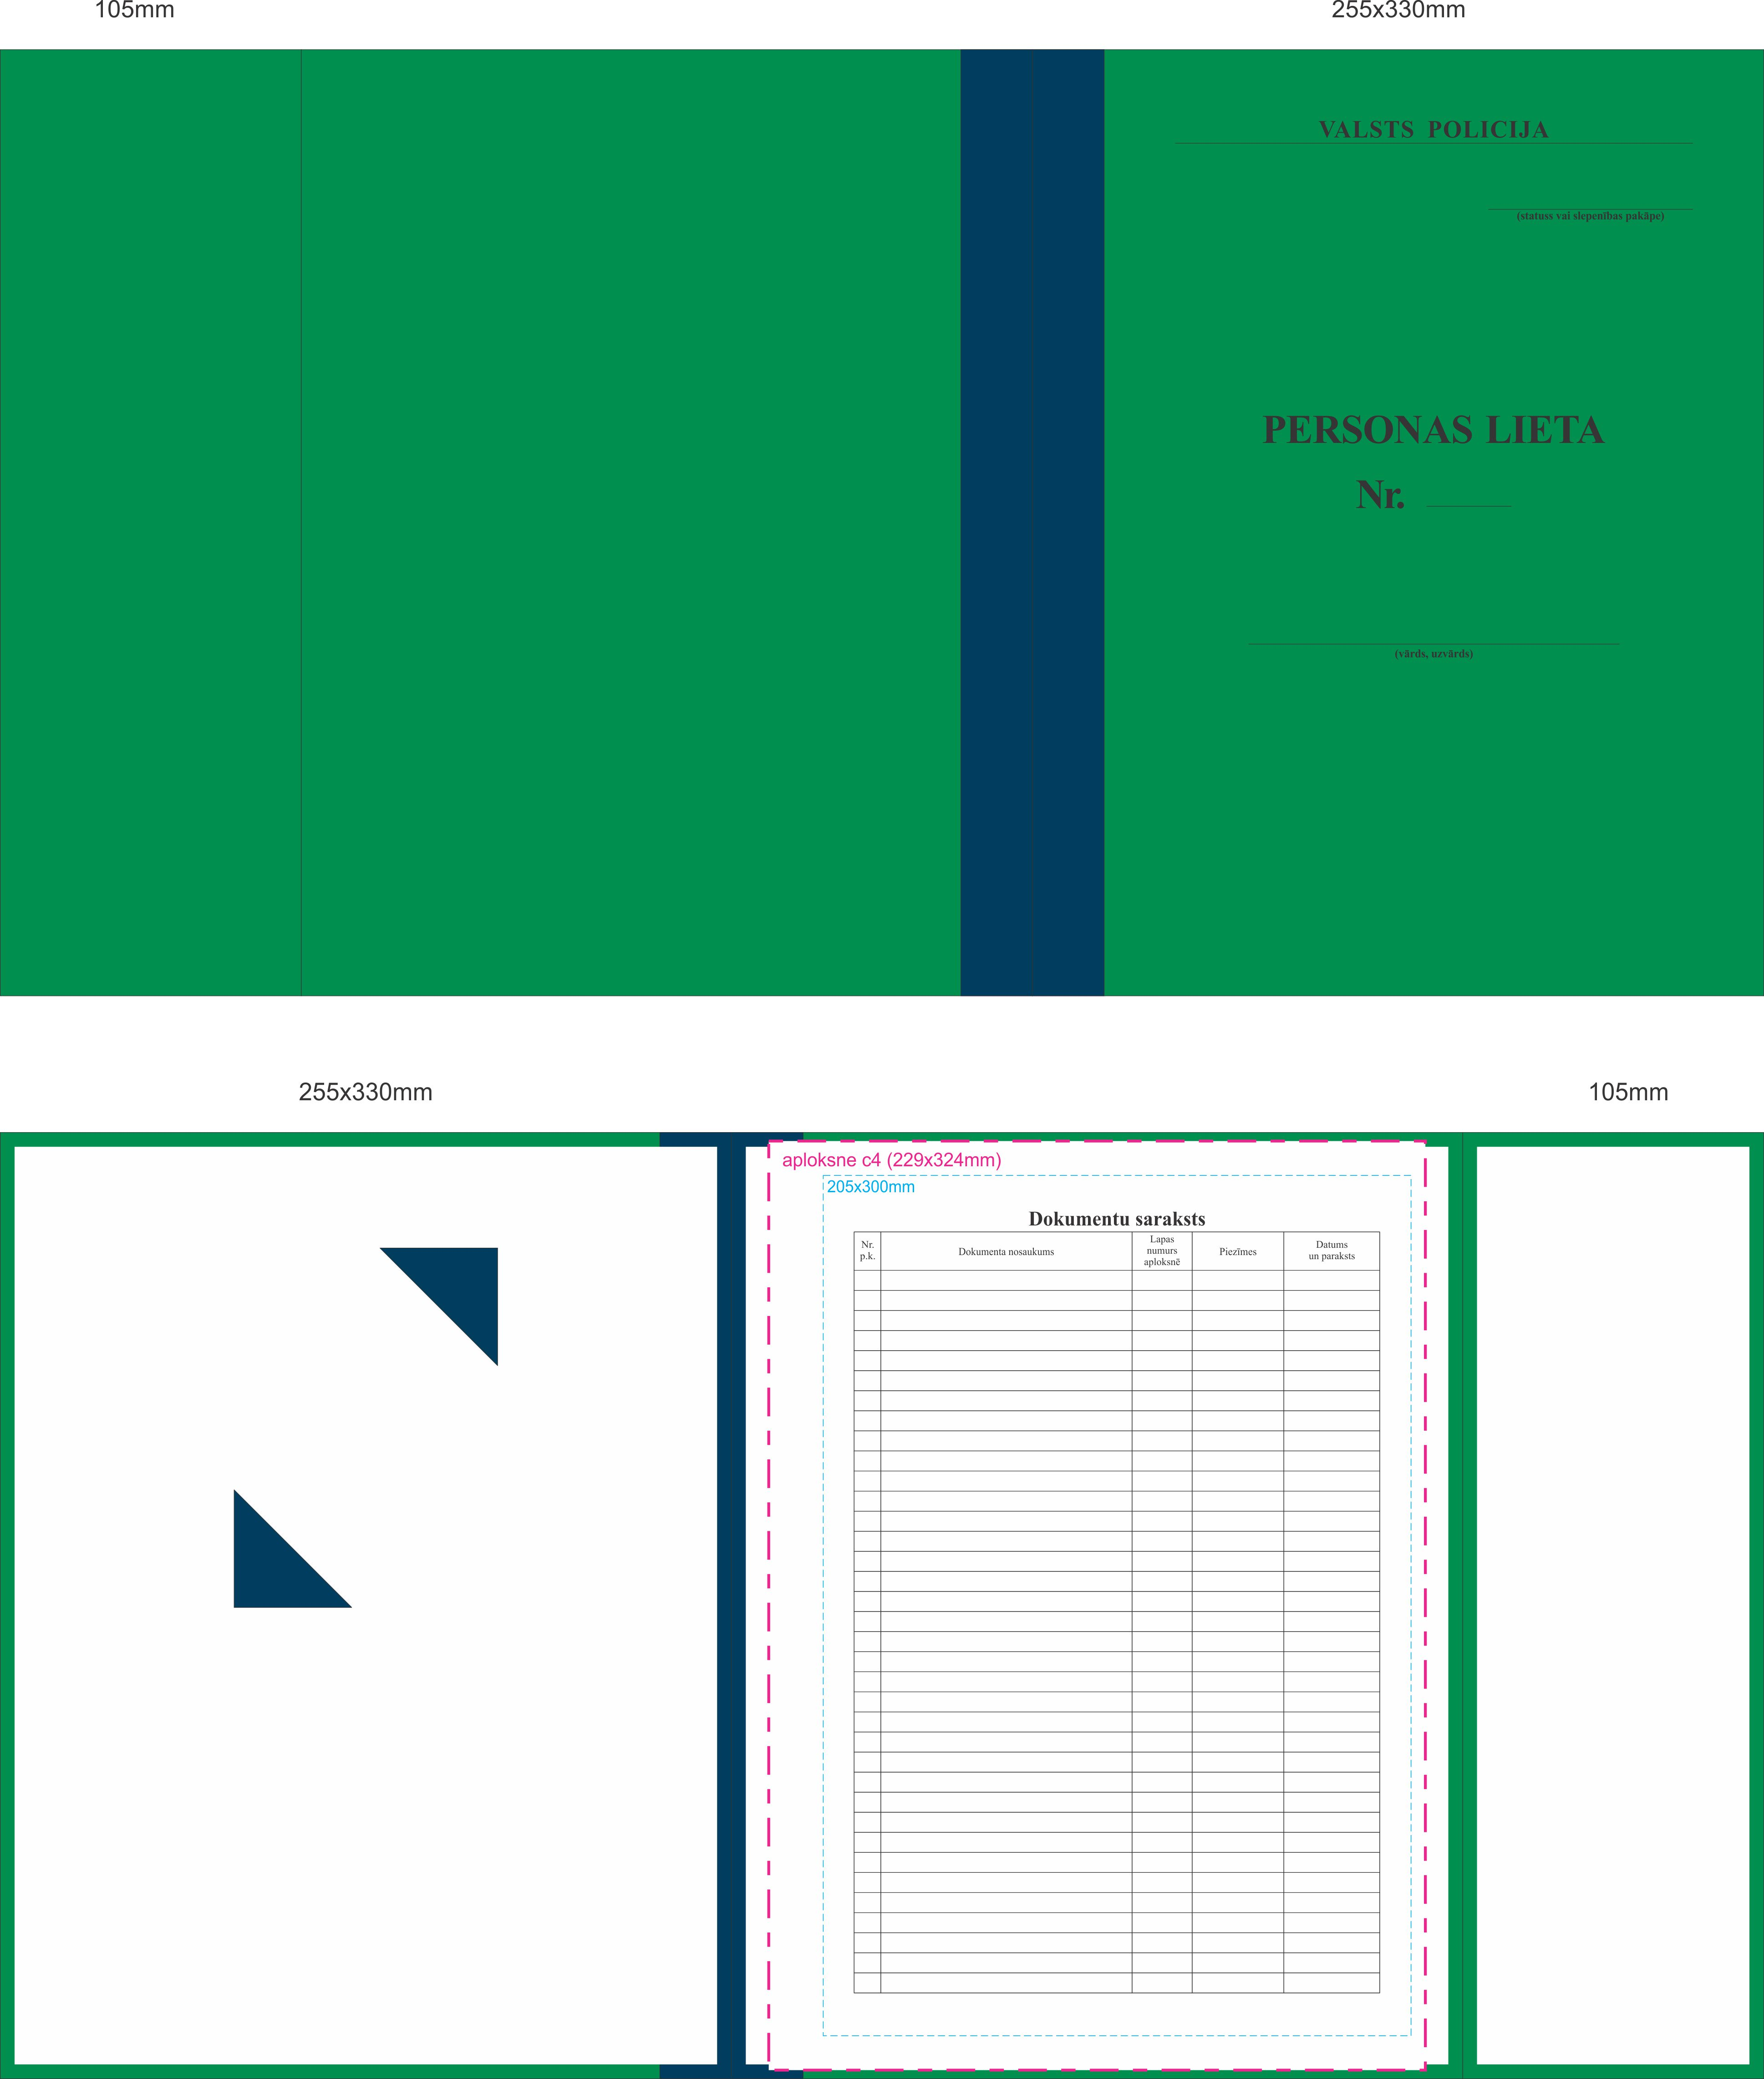 105mm
255x330mm
VALSTS POLICIJA
(statuss vai slepenības pakāpe)
PERSONAS LIETA
Nr.
(vārds, uzvārds)
255x330mm
105mm
aploksne c4 (229x324mm)
205x300mm
Dokumentu saraksts
Nr.
p.k.
Dokumenta nosaukums
Lapas
numurs
aploksnē
Piezīmes
Datums
un paraksts